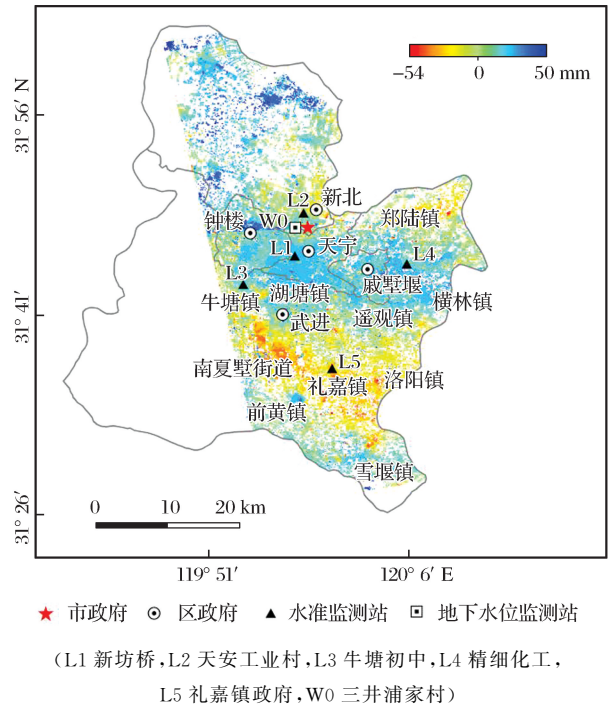 -54 0 50 mm
31° 56′ N
31° 41′
31° 26′
新北
L2
郑陆镇
钟楼 W0
天宁
L1
L4
L3
戚墅堰
牛塘镇 湖塘镇 横林镇
武进 遥观镇
L5
南夏墅街道
礼嘉镇 洛阳镇
前黄镇
雪堰镇
0 10 20 km
119° 51′ 120° 6′ E
市政府 区政府 水准监测站 地下水位监测站
(L1 新坊桥,L2 天安工业村,L3 牛塘初中,L4 精细化工,
L5 礼嘉镇政府,W0 三井浦家村)